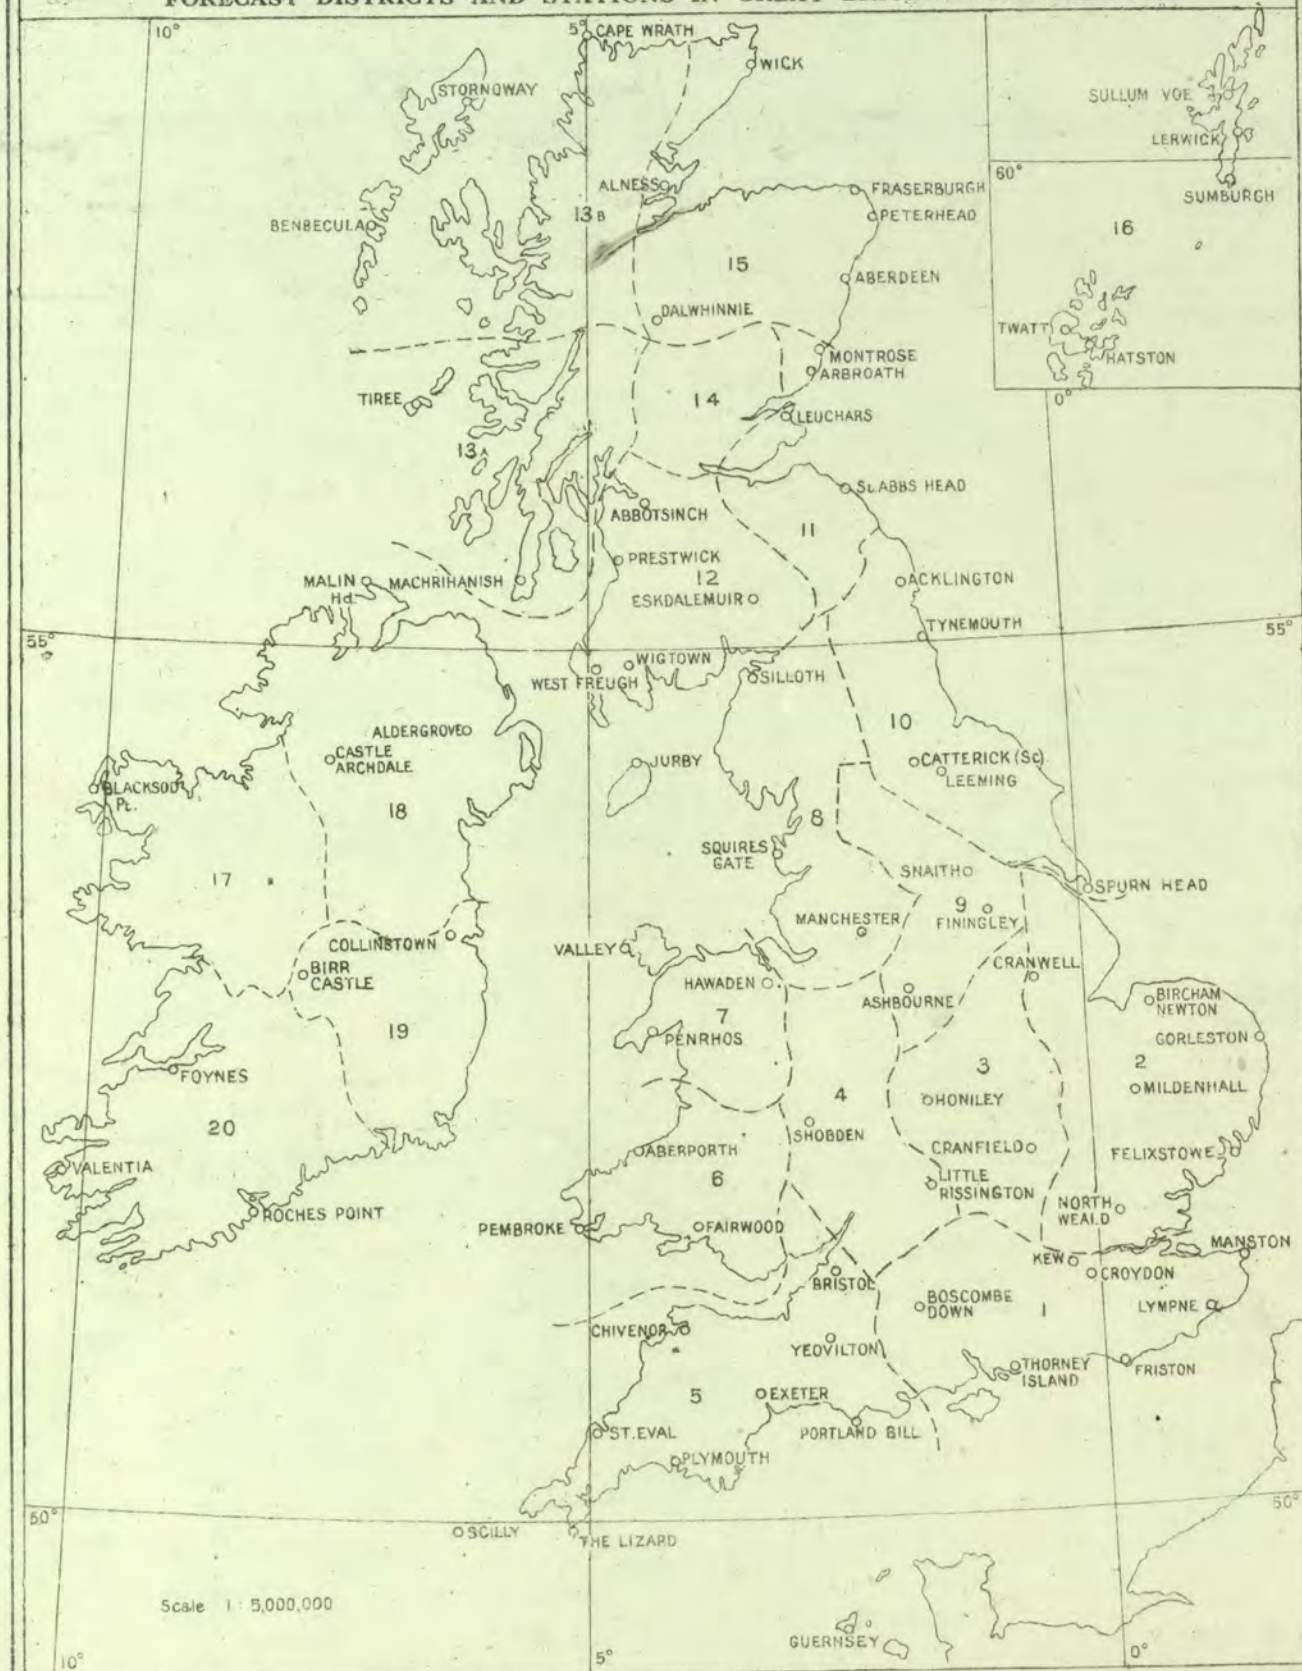 FORECAST DISTRICTS AND STATIONS IN GREAT
10°
5°
CAPE WRATH
WICK
STORNOWAY
SULLUM VOE
LERWICK
60°
SUMBURGH
ALNESS
FRASERBURGH
13B
BENBECULA
PETERHEAD
16
15
ABERDEEN
DALWHINNIE
TWATT
HATSTON
MONTROSE
ARBROATH
TIREE
14
0°
LEUCHARS
13A
St. ABBS HEAD
ABBOTSINCH
11
PRESTWICK
12
MALIN
Hd.
MACHRIHANISH
ACKLINGTON
ESKDALEMUIR
TYNEMOUTH
55°
55°
WIGTOWN
WEST FREUGH
SILLOTH
10
ALDERGROVE
CASTLE
ARCHDALE
JURBY
CATTERICK (Sc)
LEEMING
BLACKSOD
Pt.
18
8
SQUIRES
GATE
SNAITH
17
SPURN HEAD
9
FININGLEY
MANCHESTER
COLLINSTOWN
VALLEY
BIRR
CASTLE
HAWADEN
CRANWELL
ASHBOURNE
BIRCHAM
NEWTON
7
19
PENRHOS
GORLESTON
FOYNES
3
2
MILDENHALL
4
HONILEY
20
SHOBDEN
ABERPORTH
CRANFIELD
FELIXSTOWE
VALENTIA
6
LITTLE
RISSINGTON
ROCHES POINT
NORTH
WEALD
PEMBROKE
FAIRWOOD
MANSTON
KEW
CROYDON
BRISTOL
BOSCOMBE
DOWN
1
LYMPNE
CHIVENOR
YEOVILTON
THORNEY
ISLAND
FRISTON
5
EXETER
ST. EVAL
PORTLAND BILL
PLYMOUTH
50°
50°
SCILLY
THE LIZARD
Scale 1 : 5,000,000
GUERNSEY
10°
5°
0°